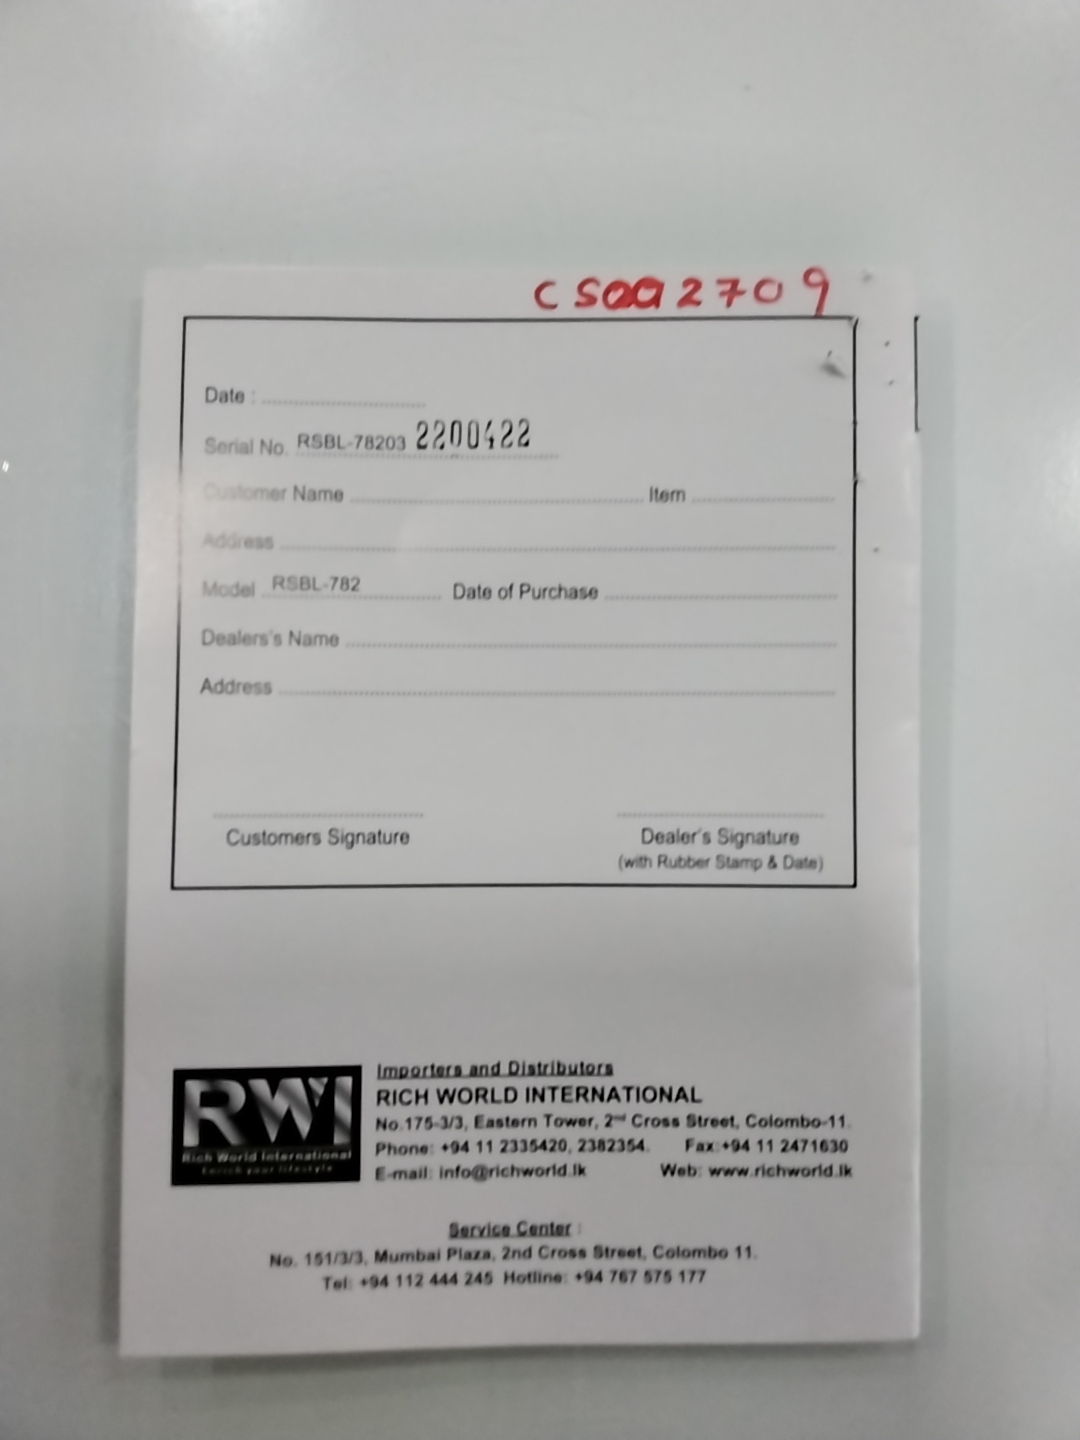 CS002709
Date :
Serial No. RSBL-78203 2200422
Customer Name Item
Address
Model RSBL-782 Date of Purchase
Dealers's Name
Address
Customers Signature Dealer's Signature
(with Rubber Stamp & Date)
RWI
Rich World International
Enrich your lifestyle
Importers and Distributors
RICH WORLD INTERNATIONAL
No.175-3/3, Eastern Tower, 2nd Cross Street, Colombo-11.
Phone: +94 11 2335420, 2382354. Fax:+94 11 2471630
E-mail: info@richworld.lk Web: www.richworld.lk
Service Center :
No. 151/3/3, Mumbai Plaza, 2nd Cross Street, Colombo 11.
Tel: +94 112 444 245 Hotline: +94 767 575 177